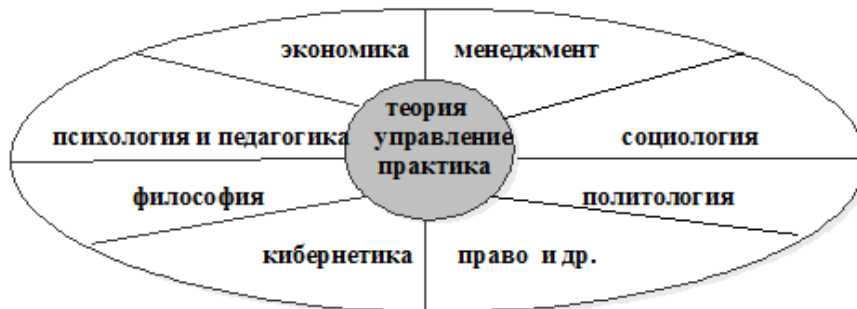 экономика
менеджмент
теория
управление
практика
психология и педагогика
социология
философия
политология
кибернетика
право и др.